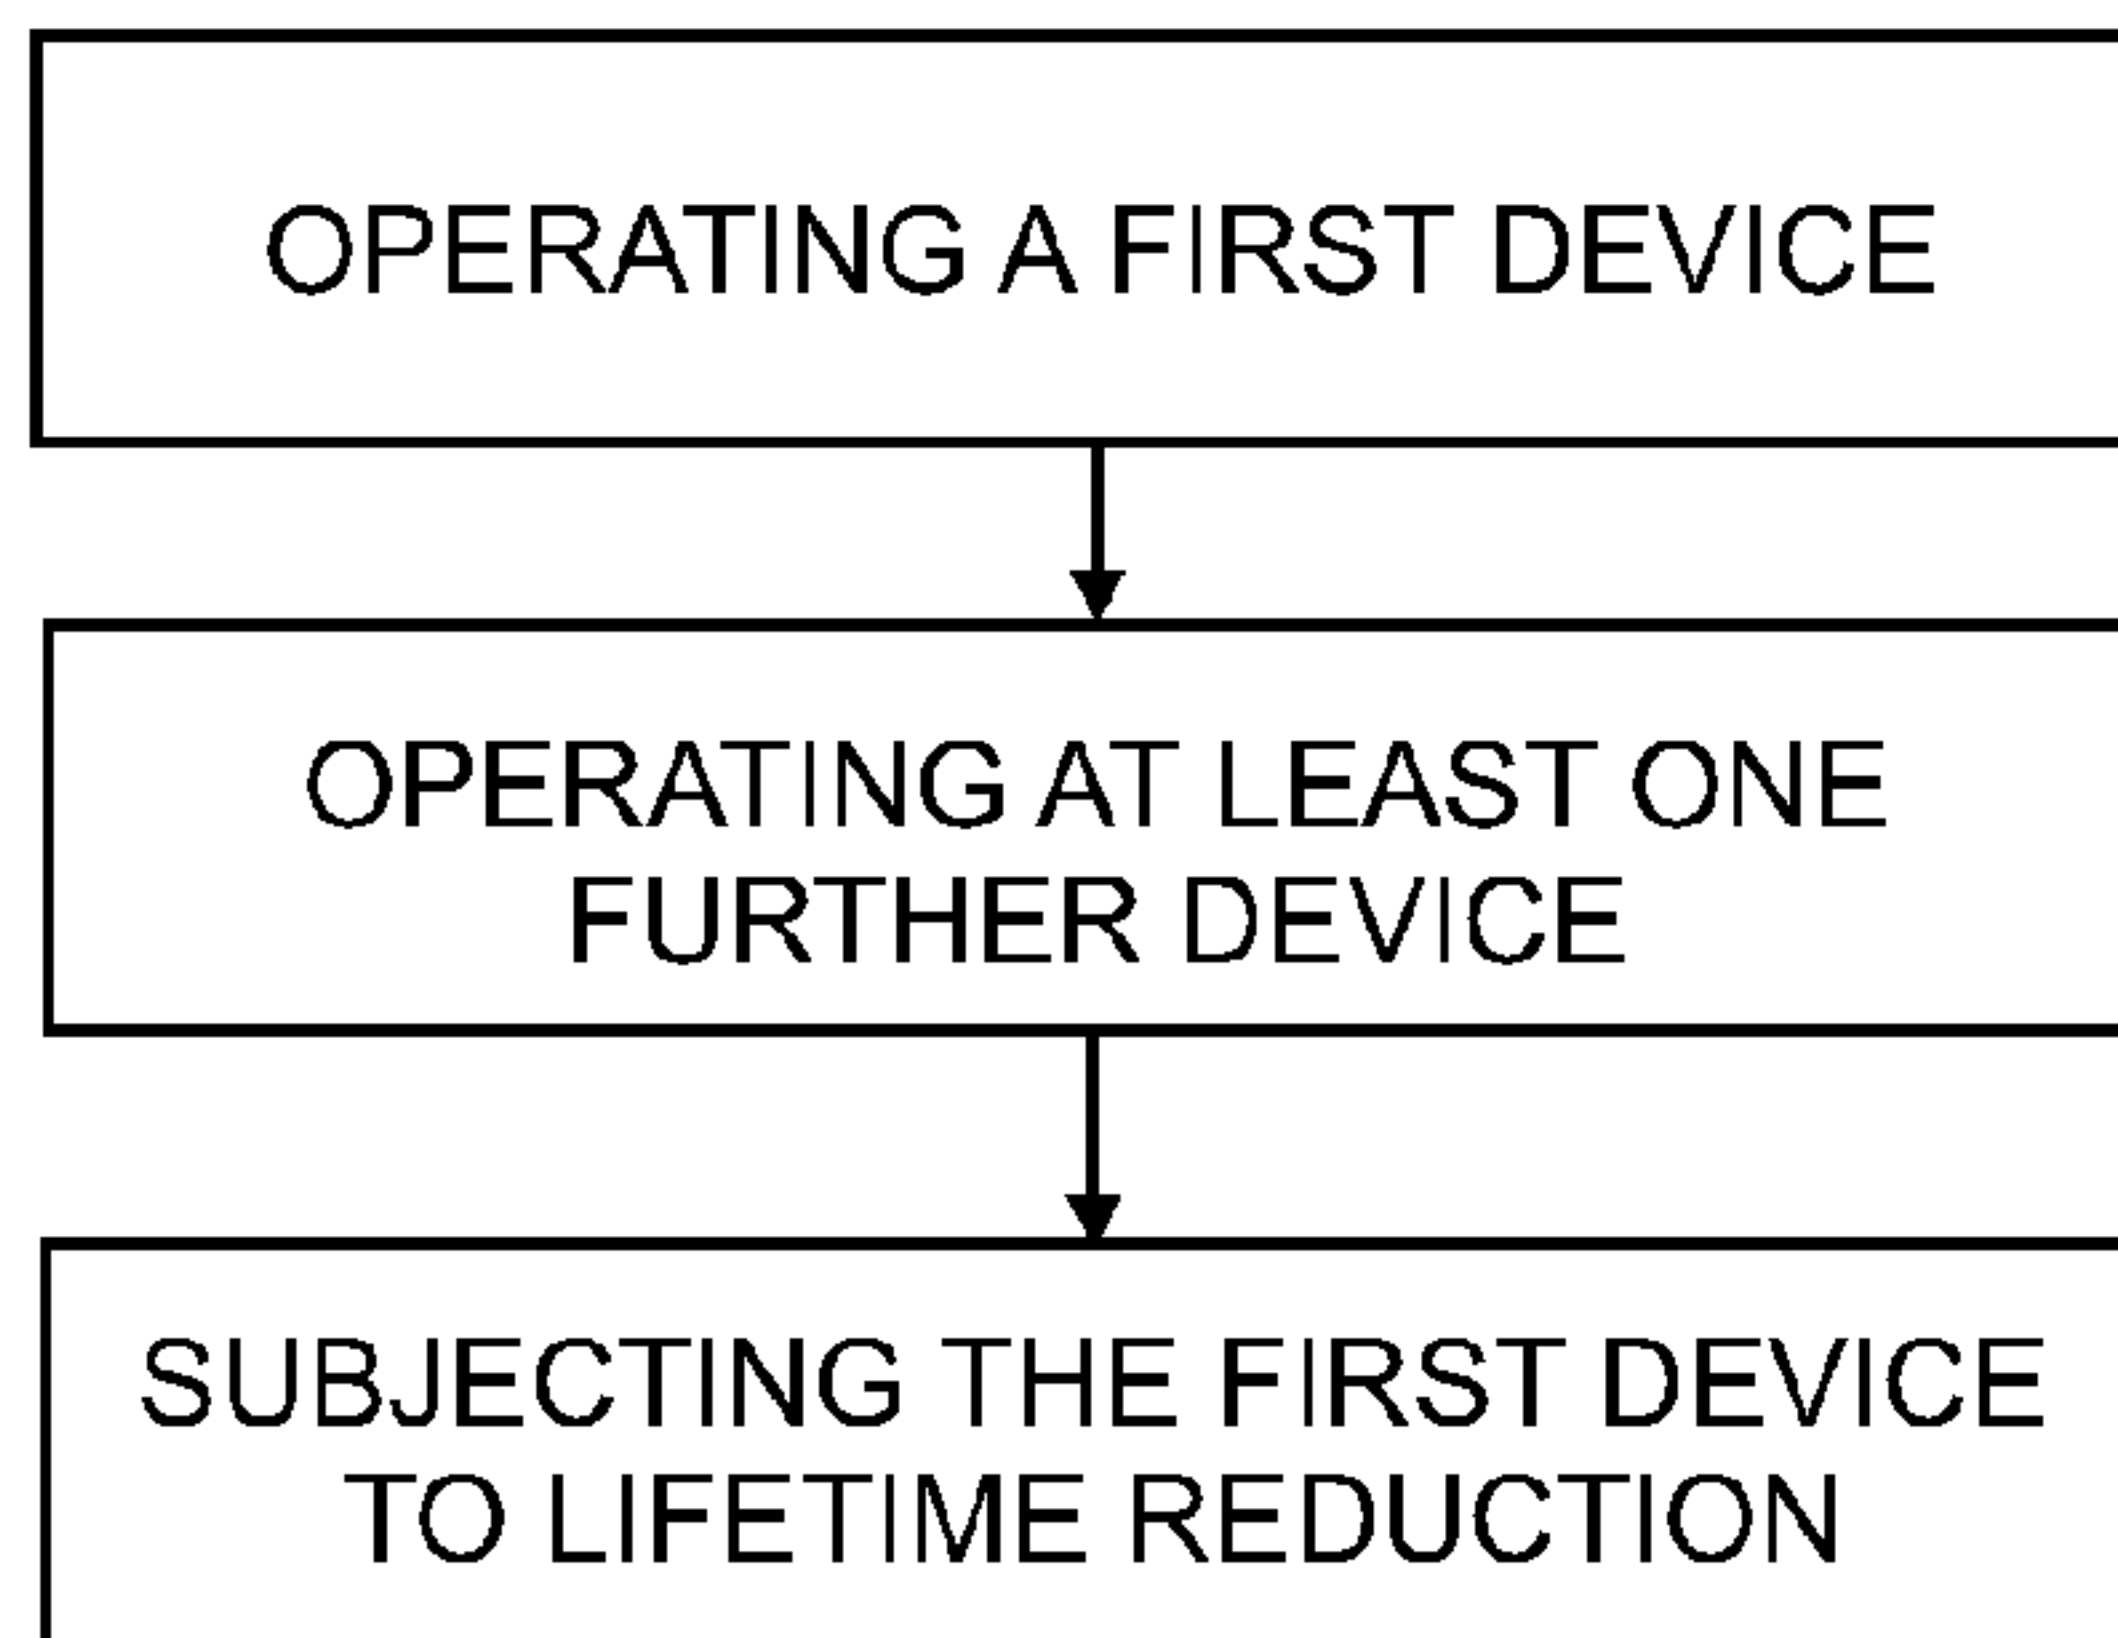 OPERATING A FIRST DEVICE
OPERATING AT LEAST ONE
FURTHER DEVICE
SUBJECTING THE FIRST DEVICE
TO LIFETIME REDUCTION